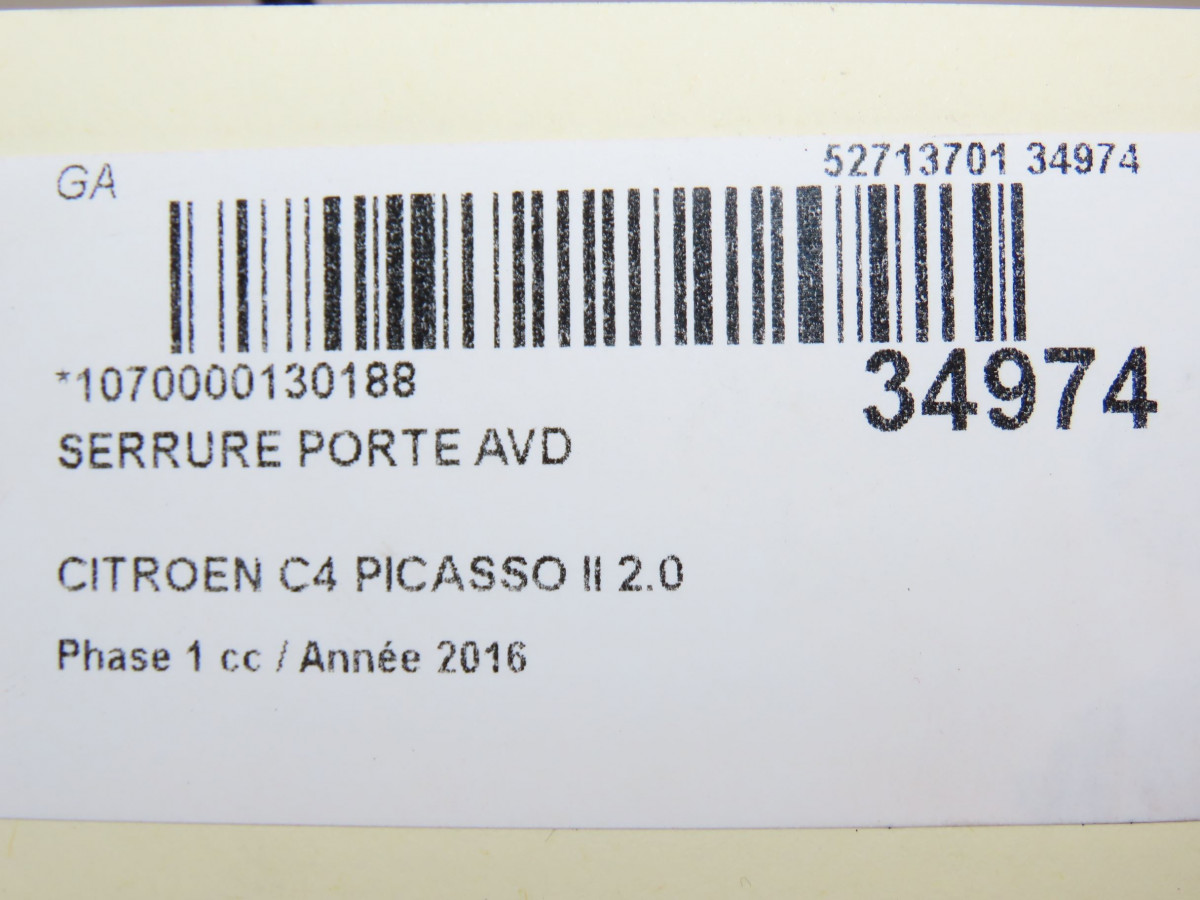 GA
52713701 34974
*1070000130188
34974
SERRURE PORTE AVD
CITROEN C4 PICASSO II 2.0
Phase 1 cc / Année 2016